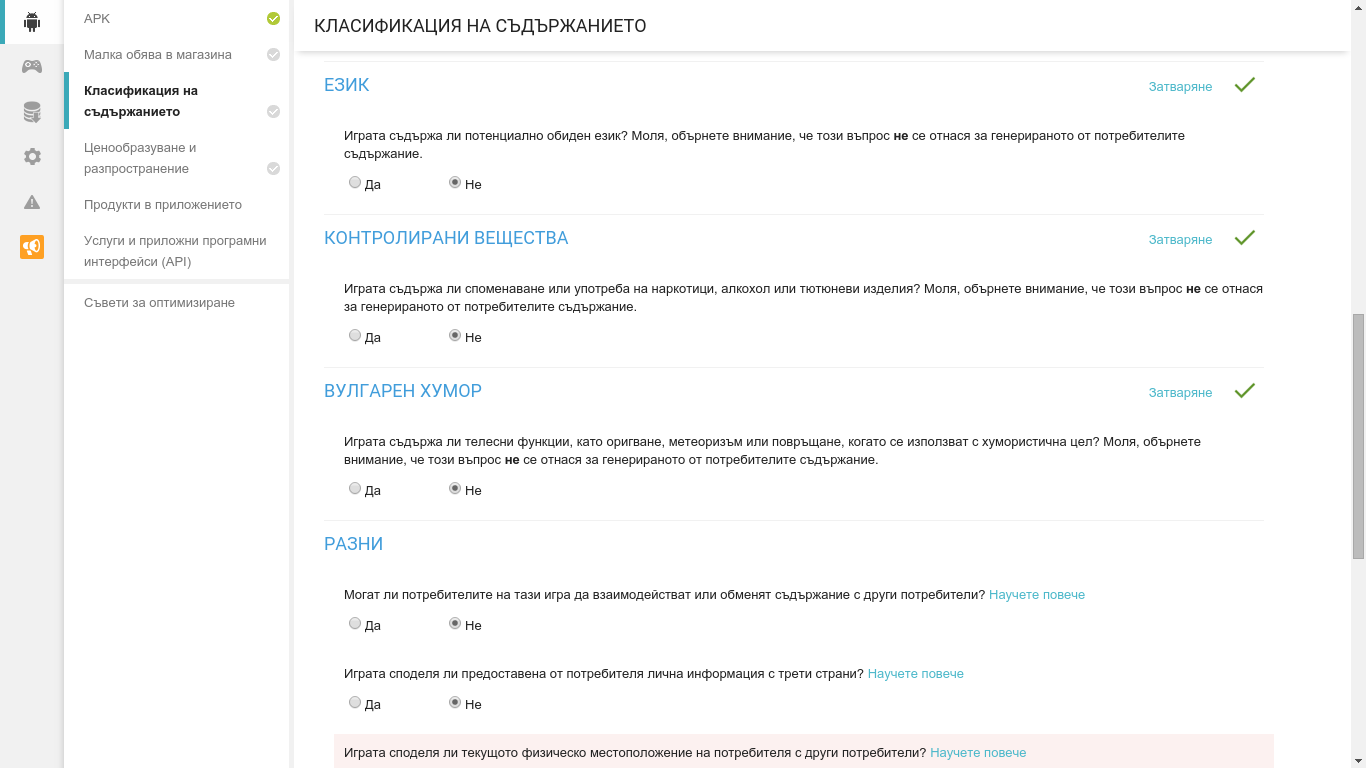 APK
Малка обява в магазина
Класификация на
съдържанието
Ценообразуване и
разпространение
Продукти в приложението
Услуги и приложни програмни
интерфейси (API)
Съвети за оптимизиране
КЛАСИФИКАЦИЯ НА СЪДЪРЖАНИЕТО
ЕЗИК Затваряне
Играта съдържа ли потенциално обиден език? Моля, обърнете внимание, че този въпрос не се отнася за генерираното от потребителите
съдържание.
Да Не
КОНТРОЛИРАНИ ВЕЩЕСТВА Затваряне
Играта съдържа ли споменаване или употреба на наркотици, алкохол или тютюневи изделия? Моля, обърнете внимание, че този въпрос не се отнася
за генерираното от потребителите съдържание.
Да Не
ВУЛГАРЕН ХУМОР Затваряне
Играта съдържа ли телесни функции, като оригване, метеоризъм или повръщане, когато се използват с хумористична цел? Моля, обърнете
внимание, че този въпрос не се отнася за генерираното от потребителите съдържание.
Да Не
РАЗНИ
Могат ли потребителите на тази игра да взаимодействат или обменят съдържание с други потребители? Научете повече
Да Не
Играта споделя ли предоставена от потребителя лична информация с трети страни? Научете повече
Да Не
Играта споделя ли текущото физическо местоположение на потребителя с други потребители? Научете повече